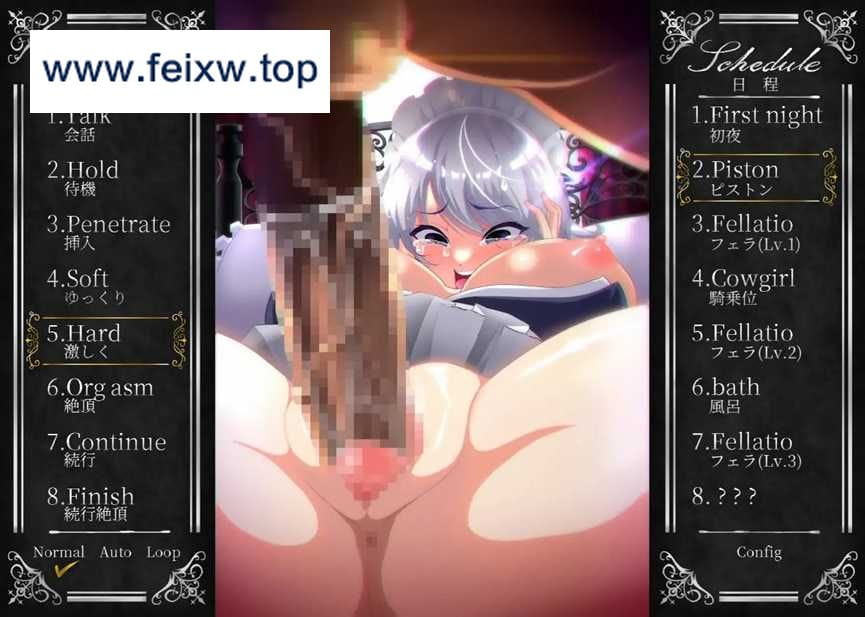 www.feixw.top
1.Talk
会話
2.Hold
待機
3.Penetrate
挿入
4.Soft
ゆっくり
5.Hard
激しく
6.Orgasm
絶頂
7.Continue
続行
8.Finish
続行絶頂
Normal Auto Loop
Schedule
日程
1.First night
初夜
2.Piston
ピストン
3.Fellatio
フェラ(Lv.1)
4.Cowgirl
騎乗位
5.Fellatio
フェラ(Lv.2)
6.bath
風呂
7.Fellatio
フェラ(Lv.3)
8.???
Config